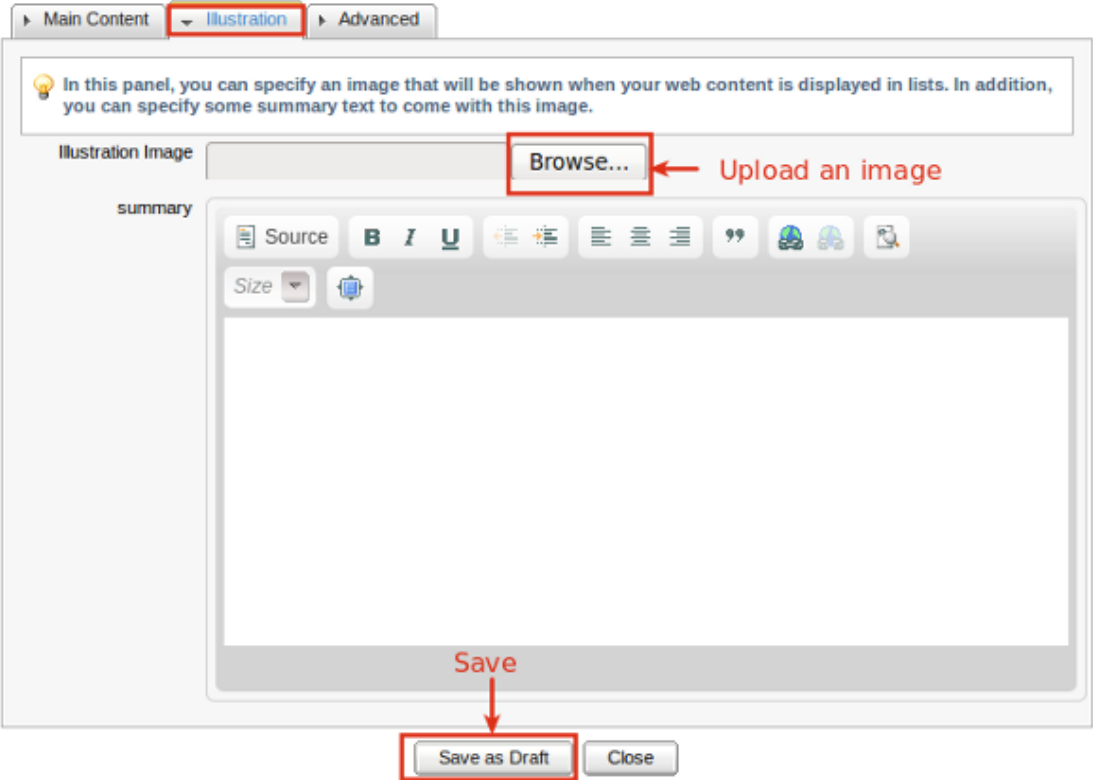 Main Content Illustration Advanced
In this panel, you can specify an image that will be shown when your web content is displayed in lists. In addition,
you can specify some summary text to come with this image.
Illustration Image Browse... Upload an image
summary
Source B I U
Size
Save
Save as Draft Close